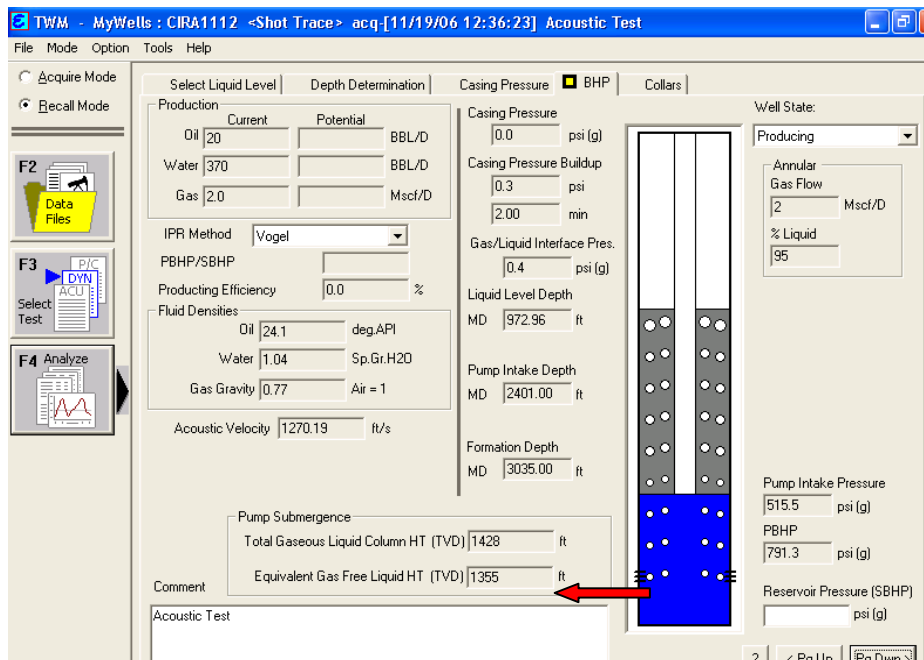 TWM - MyWells : CIRA1112 <Shot Trace> acq-[11/19/06 12:36:23] Acoustic Test
File Mode Option Tools Help
Acquire Mode
Recall Mode
F2
Data
Files
F3
P/C
DYN
ACU
Select
Test
F4 Analyze
Select Liquid Level
Depth Determination
Casing Pressure
BHP
Collars
Production
Current Potential
Oil 20 BBL/D
Water 370 BBL/D
Gas 2.0 Mscf/D
IPR Method Vogel
PBHP/SBHP
Producting Efficiency 0.0 %
Fluid Densities
Oil 24.1 deg.API
Water 1.04 Sp.Gr.H2O
Gas Gravity 0.77 Air = 1
Acoustic Velocity 1270.19 ft/s
Casing Pressure
0.0 psi (g)
Casing Pressure Buildup
0.3 psi
2.00 min
Gas/Liquid Interface Pres.
0.4 psi (g)
Liquid Level Depth
MD 972.96 ft
Pump Intake Depth
MD 2401.00 ft
Formation Depth
MD 3035.00 ft
Well State:
Producing
Annular
Gas Flow
2 Mscf/D
% Liquid
95
Pump Intake Pressure
515.5 psi (g)
PBHP
791.3 psi (g)
Reservoir Pressure (SBHP)
psi (g)
Pump Submergence
Total Gaseous Liquid Column HT (TVD) 1428 ft
Equivalent Gas Free Liquid HT (TVD) 1355 ft
Comment
Acoustic Test
? < Pg Up Pg Dwn >